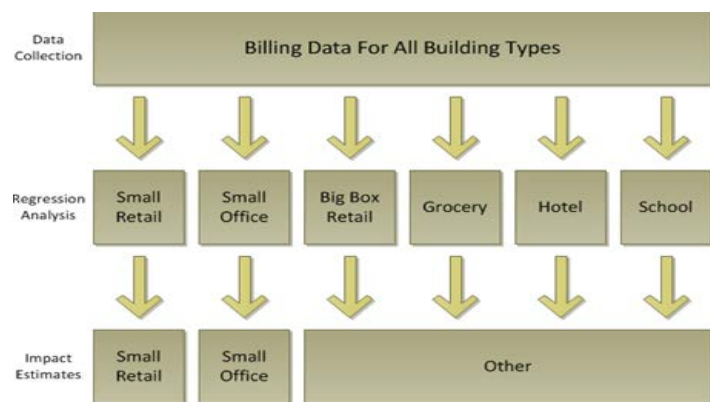 Data
Collection
Billing Data For All Building Types
Regression
Analysis
Small
Retail
Small
Office
Big Box
Retail
Grocery
Hotel
School
Impact
Estimates
Small
Retail
Small
Office
Other